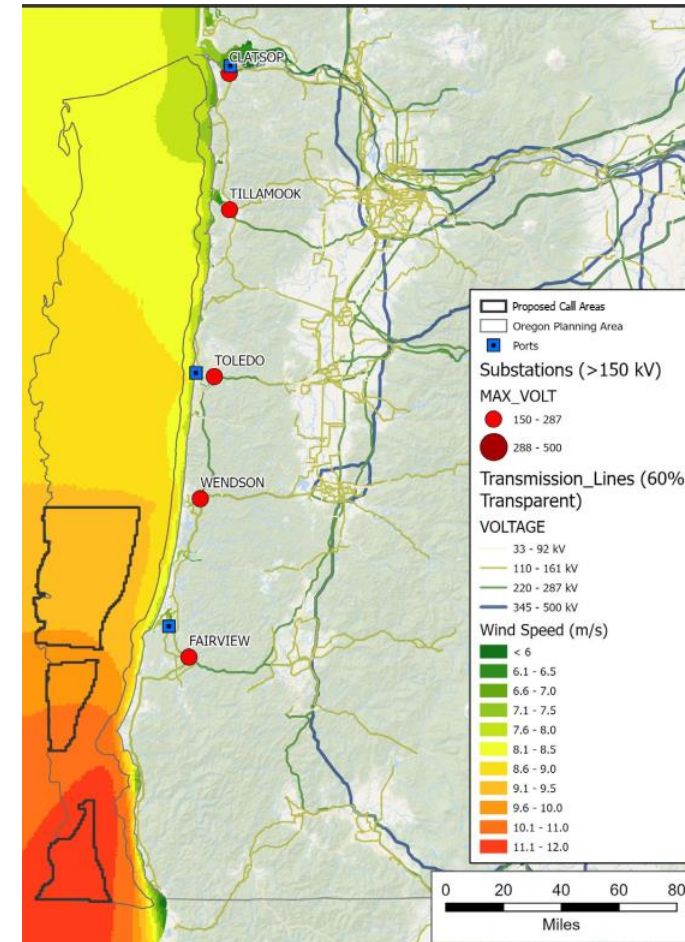 CLATSOP
TILLAMOOK
TOLEDO
WENDSON
FAIRVIEW
Proposed Call Areas
Oregon Planning Area
Ports
Substations (>150 kV)
MAX_VOLT
150 - 287
288 - 500
Transmission_Lines (60%
Transparent)
VOLTAGE
33 - 92 kV
110 - 161 kV
220 - 287 kV
345 - 500 kV
Wind Speed (m/s)
< 6
6.1 - 6.5
6.6 - 7.0
7.1 - 7.5
7.6 - 8.0
8.1 - 8.5
8.6 - 9.0
9.1 - 9.5
9.6 - 10.0
10.1 - 11.0
11.1 - 12.0
0 20 40 60 80
Miles